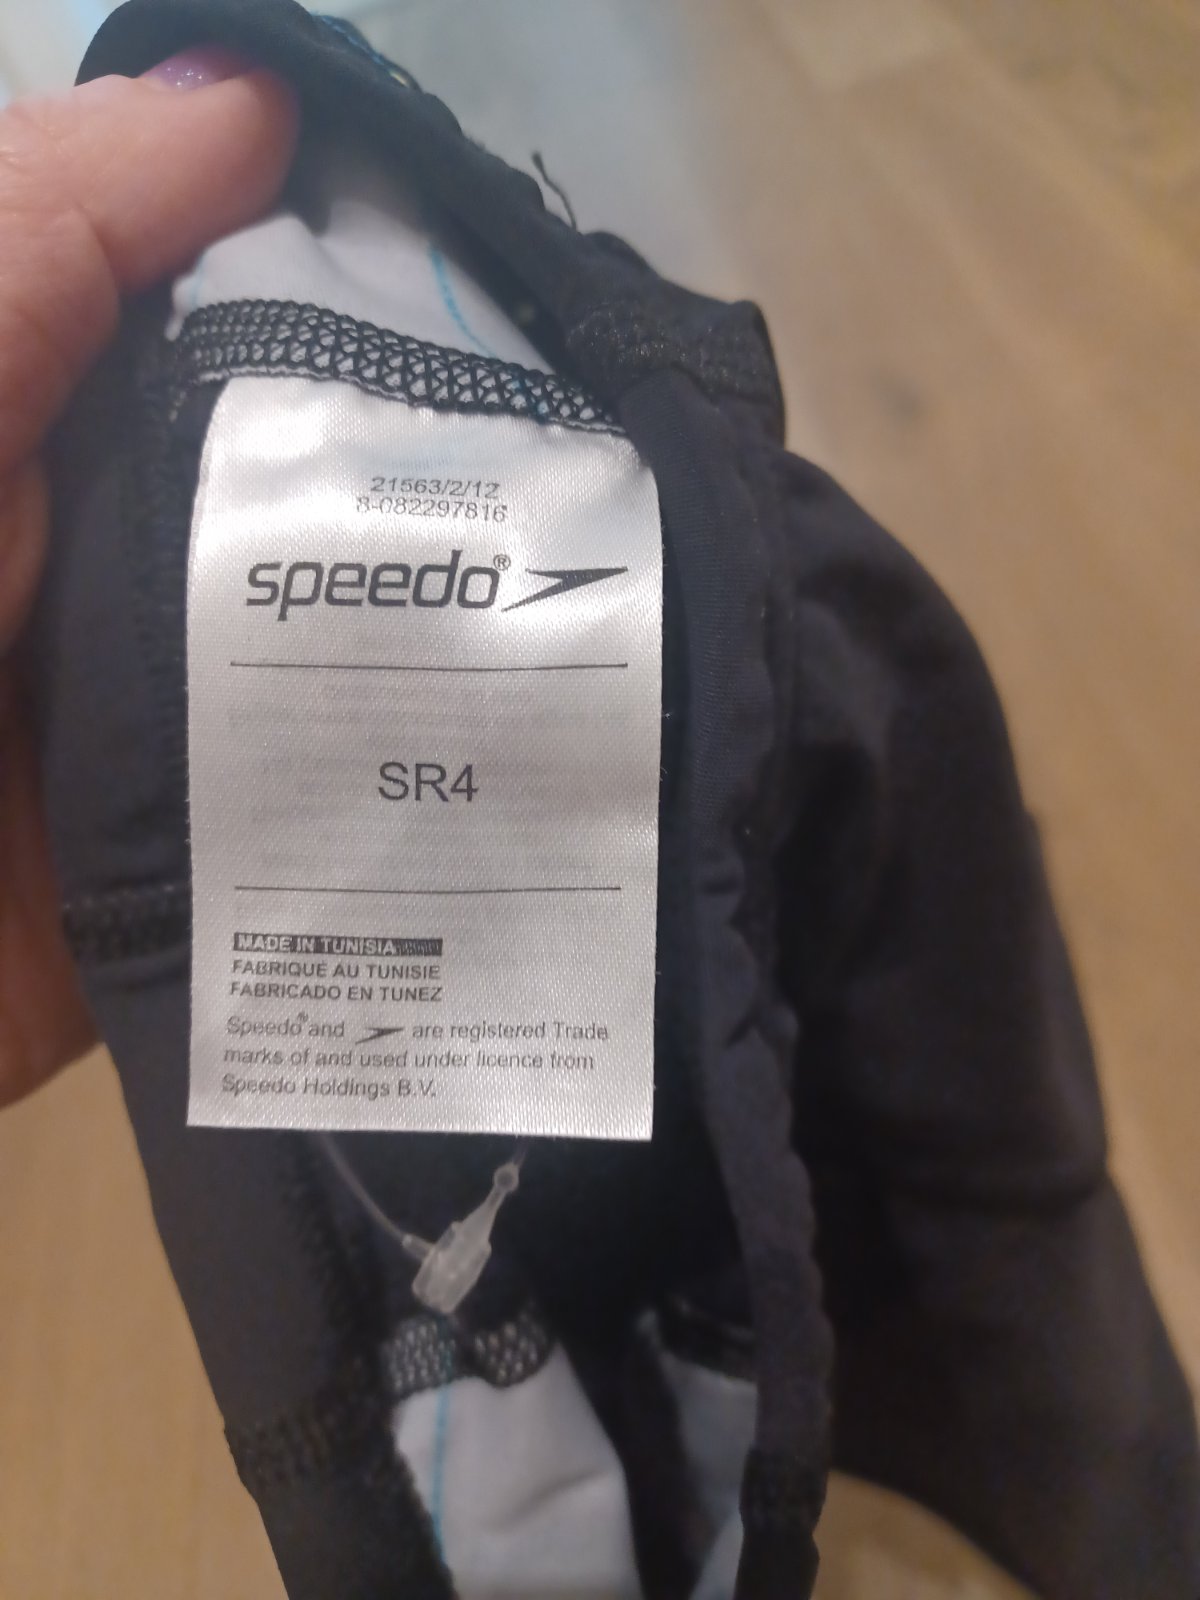 21563/2/12
8-082297816
speedo®
SR4
MADE IN TUNISIA
FABRIQUE AU TUNISIE
FABRICADO EN TUNEZ
Speedo® and are registered Trade
marks of and used under licence from
Speedo Holdings B.V.